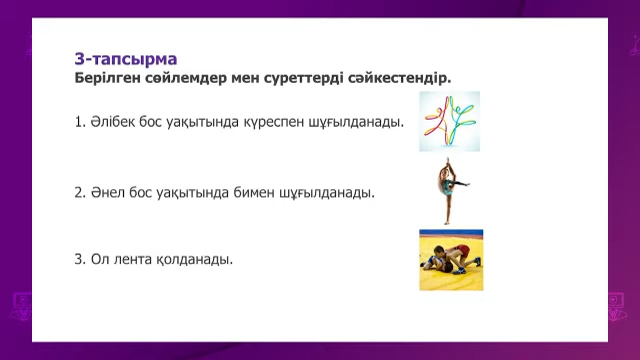 3-тапсырма
Берілген сөйлемдер мен суреттерді сәйкестендір.
1. Әлібек бос уақытында күреспен шұғылданады.
2. Әнел бос уақытында бимен шұғылданады.
3. Ол лента қолданады.